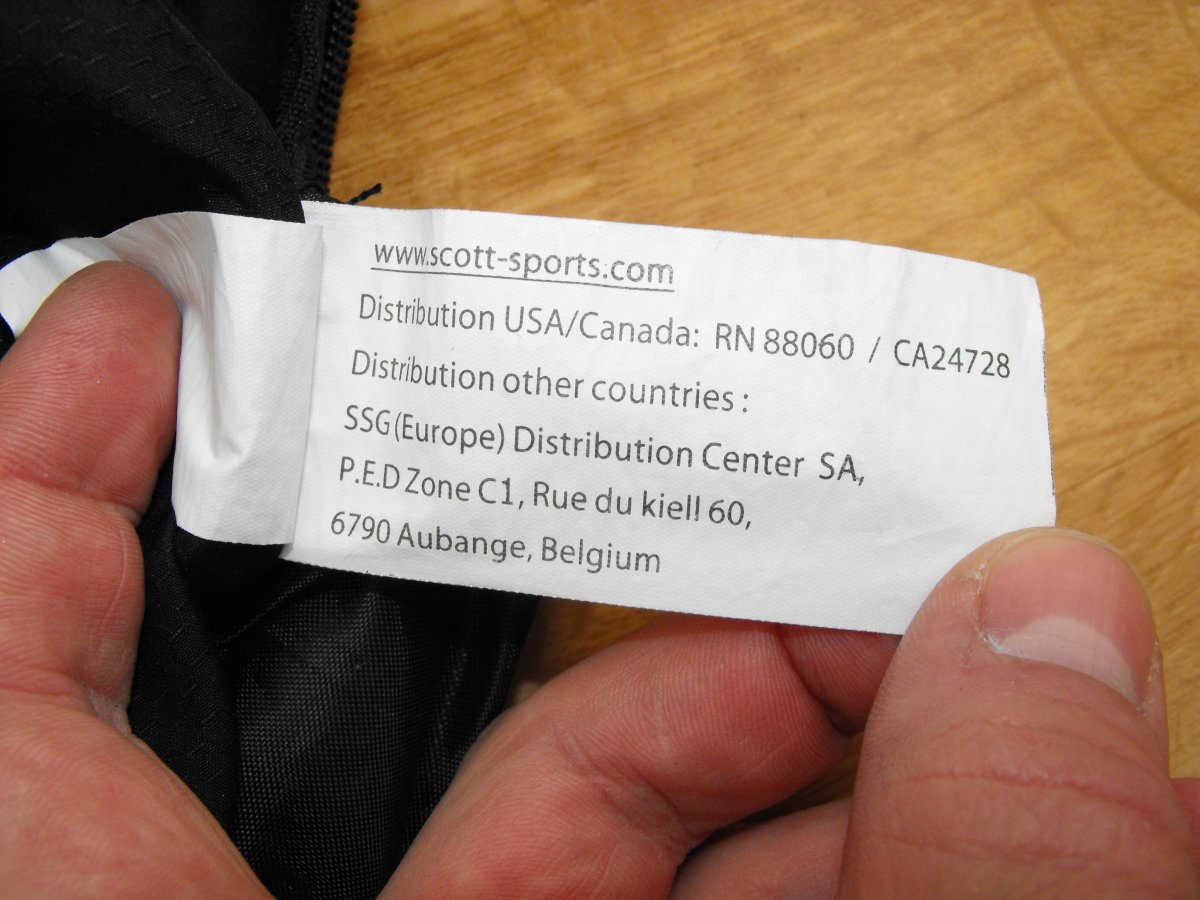 www.scott-sports.com
Distribution USA/Canada: RN 88060 / CA24728
Distribution other countries :
SSG (Europe) Distribution Center SA,
P.E.D Zone C1, Rue du kiell 60,
6790 Aubange, Belgium